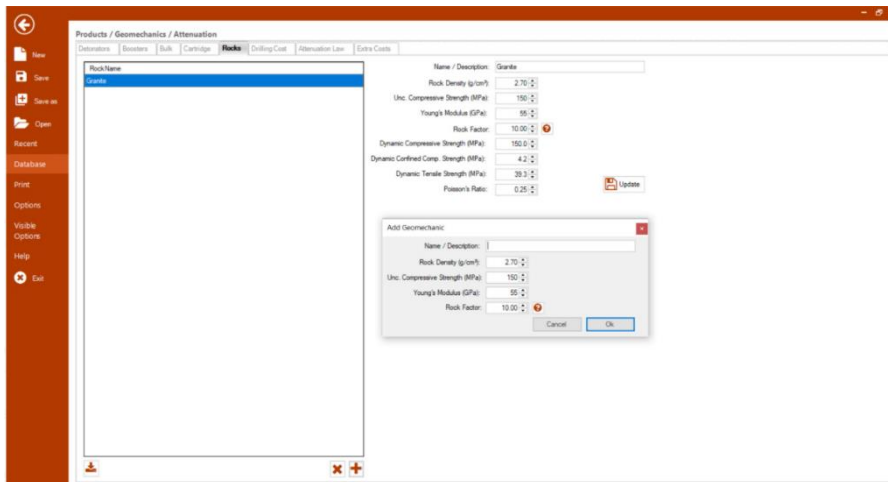 Products / Geomechanics / Attenuation
Detonators Boosters Bulk Cartridge Rocks Drilling Cost Attenuation Law Extra Costs
New
Save
Save as
Open
Recent
Database
Print
Options
Visible
Options
Help
Exit
RockName
Granite
Name / Description: Granite
Rock Density (g/cm³): 2.70
Unc. Compressive Strength (MPa): 150
Young's Modulus (GPa): 55
Rock Factor: 10.00
Dynamic Compressive Strength (MPa): 150.0
Dynamic Confined Comp. Strength (MPa): 4.2
Dynamic Tensile Strength (MPa): 39.3
Poisson's Ratio: 0.25
Update
Add Geomechanic
Name / Description:
Rock Density (g/cm³): 2.70
Unc. Compressive Strength (MPa): 150
Young's Modulus (GPa): 55
Rock Factor: 10.00
Cancel Ok